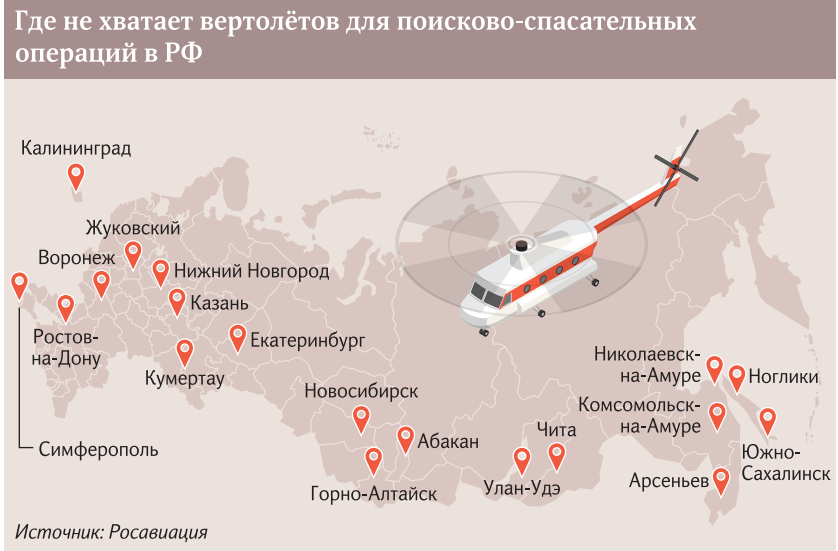 Где не хватает вертолётов для поисково-спасательных
операций в РФ
Калининград
Жуковский
Воронеж
Нижний Новгород
Казань
Ростов-
на-Дону
Екатеринбург
Кумертау
Симферополь
Новосибирск
Абакан
Горно-Алтайск
Чита
Улан-Удэ
Николаевск-
на-Амуре
Ноглики
Комсомольск-
на-Амуре
Южно-
Сахалинск
Арсеньев
Источник: Росавиация